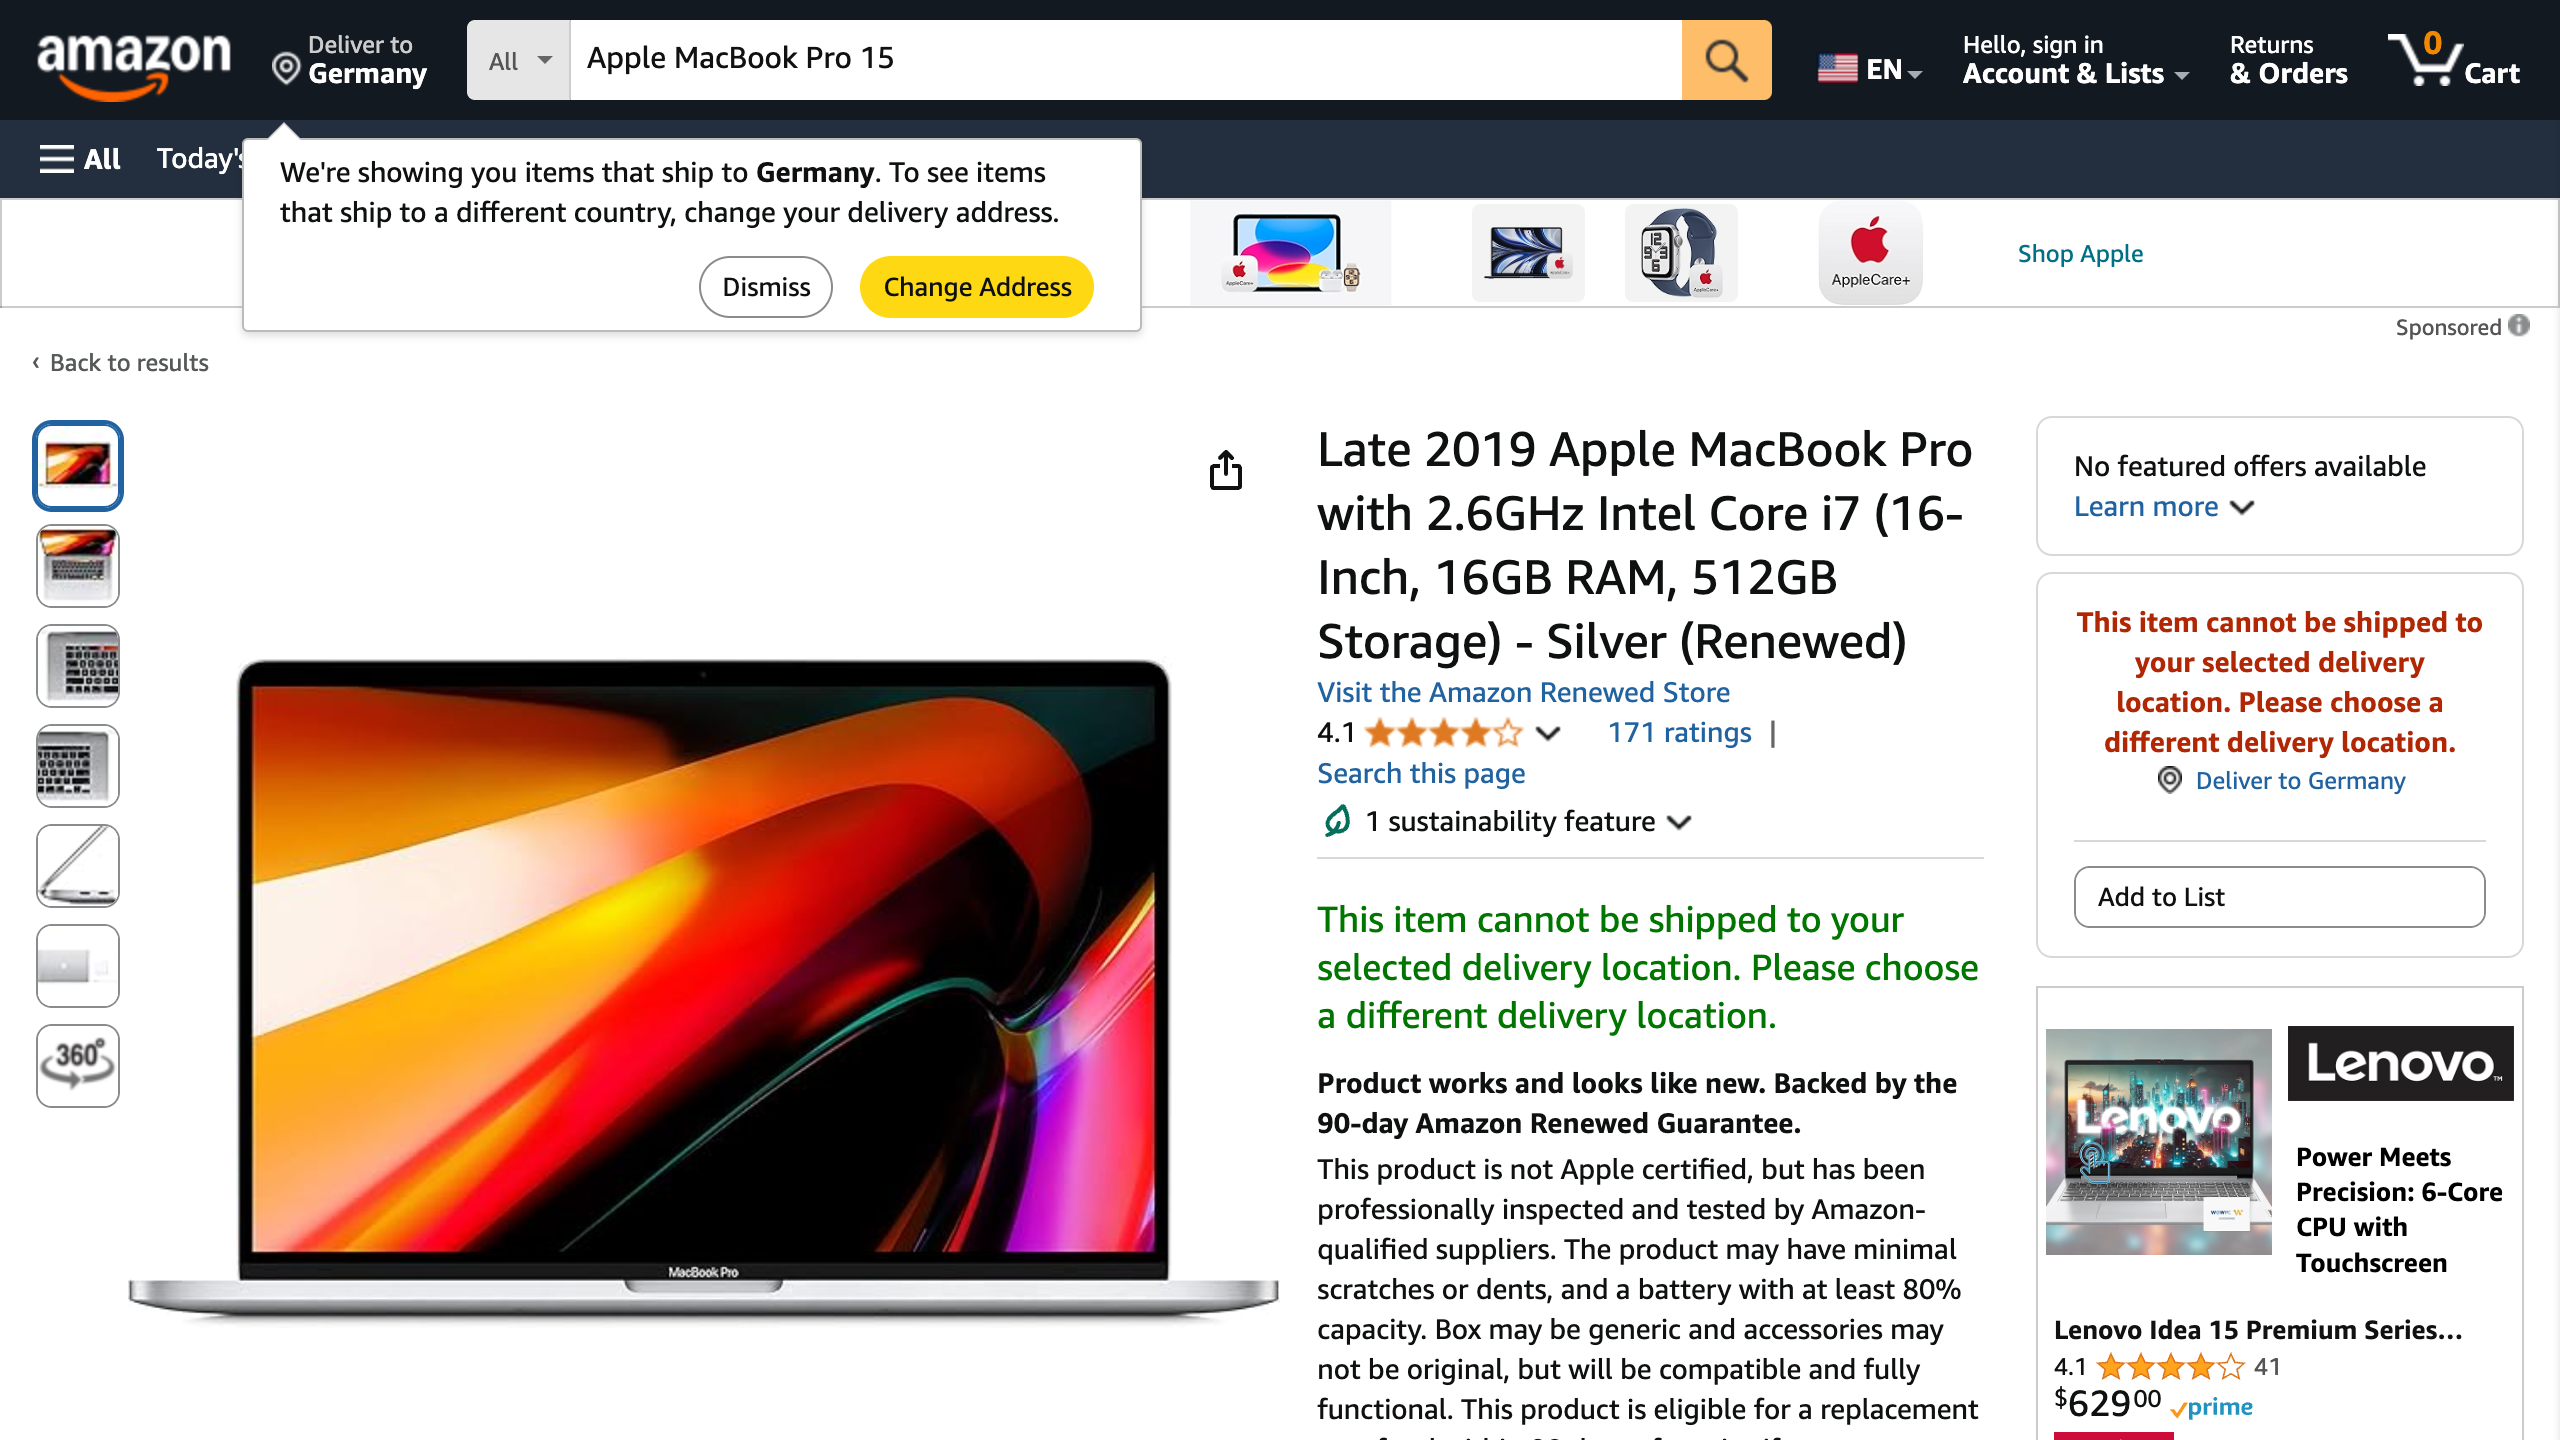 amazon
Deliver to
Germany
All
Apple MacBook Pro 15
EN
Hello, sign in
Account & Lists
Returns
& Orders
0
Cart
All
Today's
We're showing you items that ship to Germany. To see items
that ship to a different country, change your delivery address.
Dismiss
Change Address
AppleCare+
Shop Apple
Sponsored
‹ Back to results
360°
MacBook Pro
Late 2019 Apple MacBook Pro
with 2.6GHz Intel Core i7 (16-
Inch, 16GB RAM, 512GB
Storage) - Silver (Renewed)
Visit the Amazon Renewed Store
4.1
171 ratings |
Search this page
1 sustainability feature
This item cannot be shipped to your
selected delivery location. Please choose
a different delivery location.
Product works and looks like new. Backed by the
90-day Amazon Renewed Guarantee.
This product is not Apple certified, but has been
professionally inspected and tested by Amazon-
qualified suppliers. The product may have minimal
scratches or dents, and a battery with at least 80%
capacity. Box may be generic and accessories may
not be original, but will be compatible and fully
functional. This product is eligible for a replacement
No featured offers available
Learn more
This item cannot be shipped to
your selected delivery
location. Please choose a
different delivery location.
Deliver to Germany
Add to List
Lenovo
Lenovo™
Power Meets
Precision: 6-Core
CPU with
Touchscreen
Lenovo Idea 15 Premium Series...
4.1
41
$629.00 prime